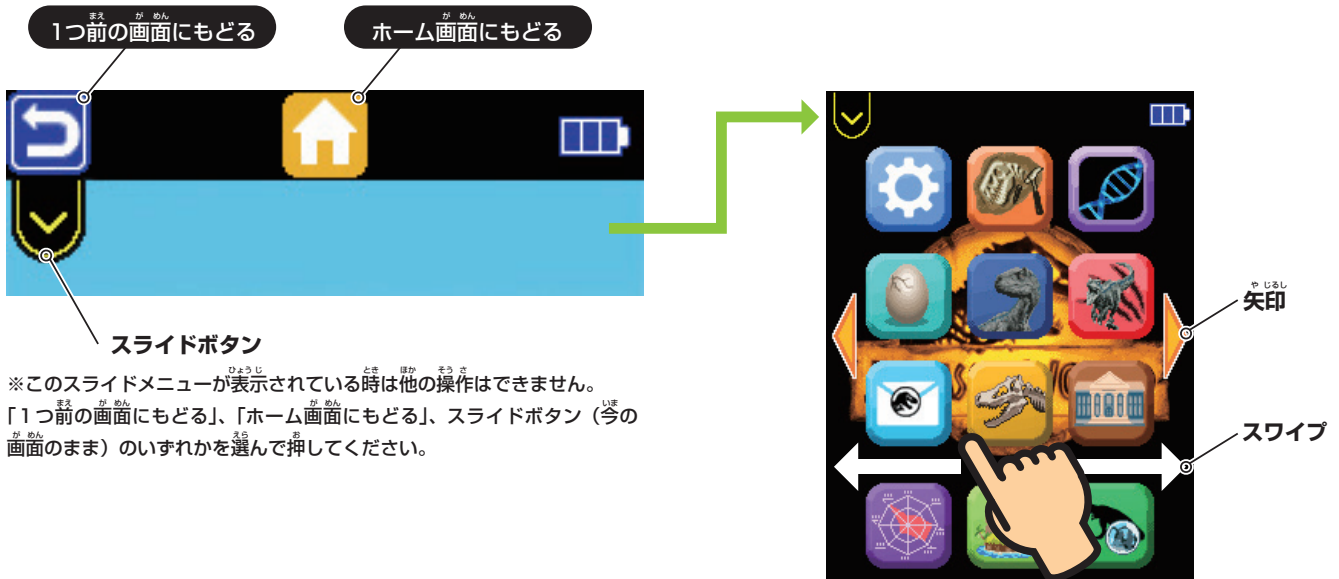 1つ前の画面にもどる
ホーム画面にもどる
スライドボタン
※このスライドメニューが表示されている時は他の操作はできません。
「1つ前の画面にもどる」、「ホーム画面にもどる」、スライドボタン（今の
画面のまま）のいずれかを選んで押してください。
矢印
スワイプ